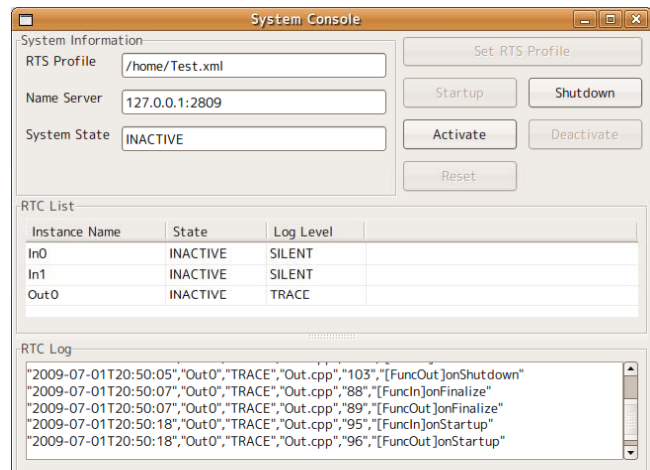 System Console
System Information
RTS Profile /home/Test.xml
Name Server 127.0.0.1:2809
System State INACTIVE
Set RTS Profile
Startup Shutdown
Activate Deactivate
Reset
RTC List
Instance Name State Log Level
In0 INACTIVE SILENT
In1 INACTIVE SILENT
Out0 INACTIVE TRACE
RTC Log
"2009-07-01T20:50:05","Out0","TRACE","Out.cpp","103","[FuncOut]onShutdown"
"2009-07-01T20:50:07","Out0","TRACE","Out.cpp","88","[FuncIn]onFinalize"
"2009-07-01T20:50:07","Out0","TRACE","Out.cpp","89","[FuncOut]onFinalize"
"2009-07-01T20:50:18","Out0","TRACE","Out.cpp","95","[FuncIn]onStartup"
"2009-07-01T20:50:18","Out0","TRACE","Out.cpp","96","[FuncOut]onStartup"